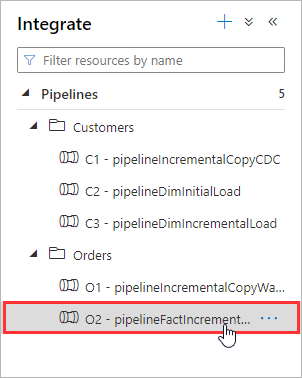 Integrate
Filter resources by name
Pipelines 5
Customers
C1 - pipelineIncrementalCopyCDC
C2 - pipelineDimInitialLoad
C3 - pipelineDimIncrementalLoad
Orders
O1 - pipelineIncrementalCopyWa...
O2 - pipelineFactIncrement... ...